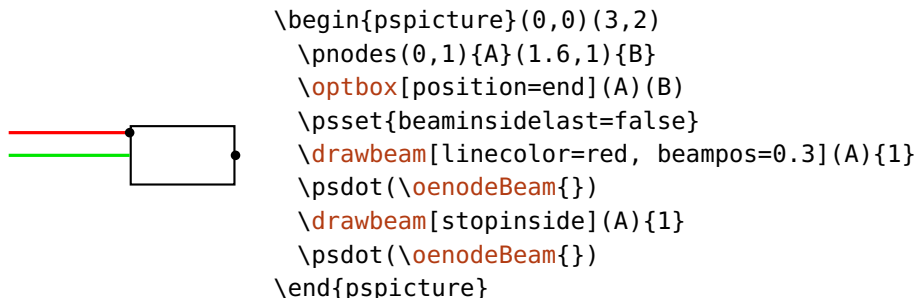 \begin{pspicture}(0,0)(3,2)
  \pnodes(0,1){A}(1.6,1){B}
  \optbox[position=end](A)(B)
  \psset{beaminsidelast=false}
  \drawbeam[linecolor=red, beampos=0.3](A){1}
  \psdot(\oenodeBeam{})
  \drawbeam[stopinside](A){1}
  \psdot(\oenodeBeam{})
\end{pspicture}